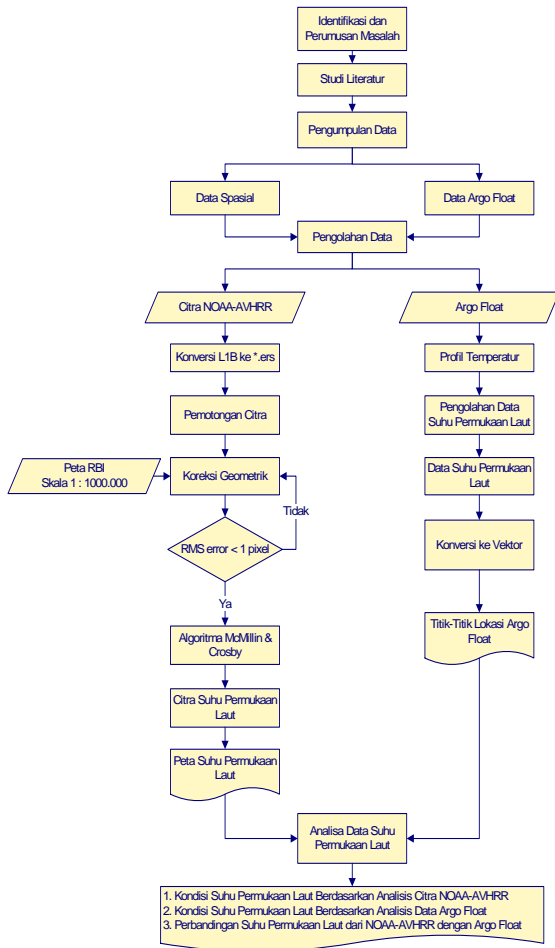 Identifikasi dan
Perumusan Masalah
Studi Literatur
Pengumpulan Data
Data Spasial
Data Argo Float
Pengolahan Data
Citra NOAA-AVHRR
Argo Float
Konversi L1B ke *.ers
Profil Temperatur
Pemotongan Citra
Pengolahan Data
Suhu Permukaan Laut
Peta RBI
Skala 1 : 1000.000
Koreksi Geometrik
Data Suhu Permukaan
Laut
Tidak
RMS error < 1 pixel
Konversi ke Vektor
Ya
Algoritma McMillin &
Crosby
Titik-Titik Lokasi Argo
Float
Citra Suhu Permukaan
Laut
Peta Suhu Permukaan
Laut
Analisa Data Suhu
Permukaan Laut
1. Kondisi Suhu Permukaan Laut Berdasarkan Analisis Citra NOAA-AVHRR
2. Kondisi Suhu Permukaan Laut Berdasarkan Analisis Data Argo Float
3. Perbandingan Suhu Permukaan Laut dari NOAA-AVHRR dengan Argo Float